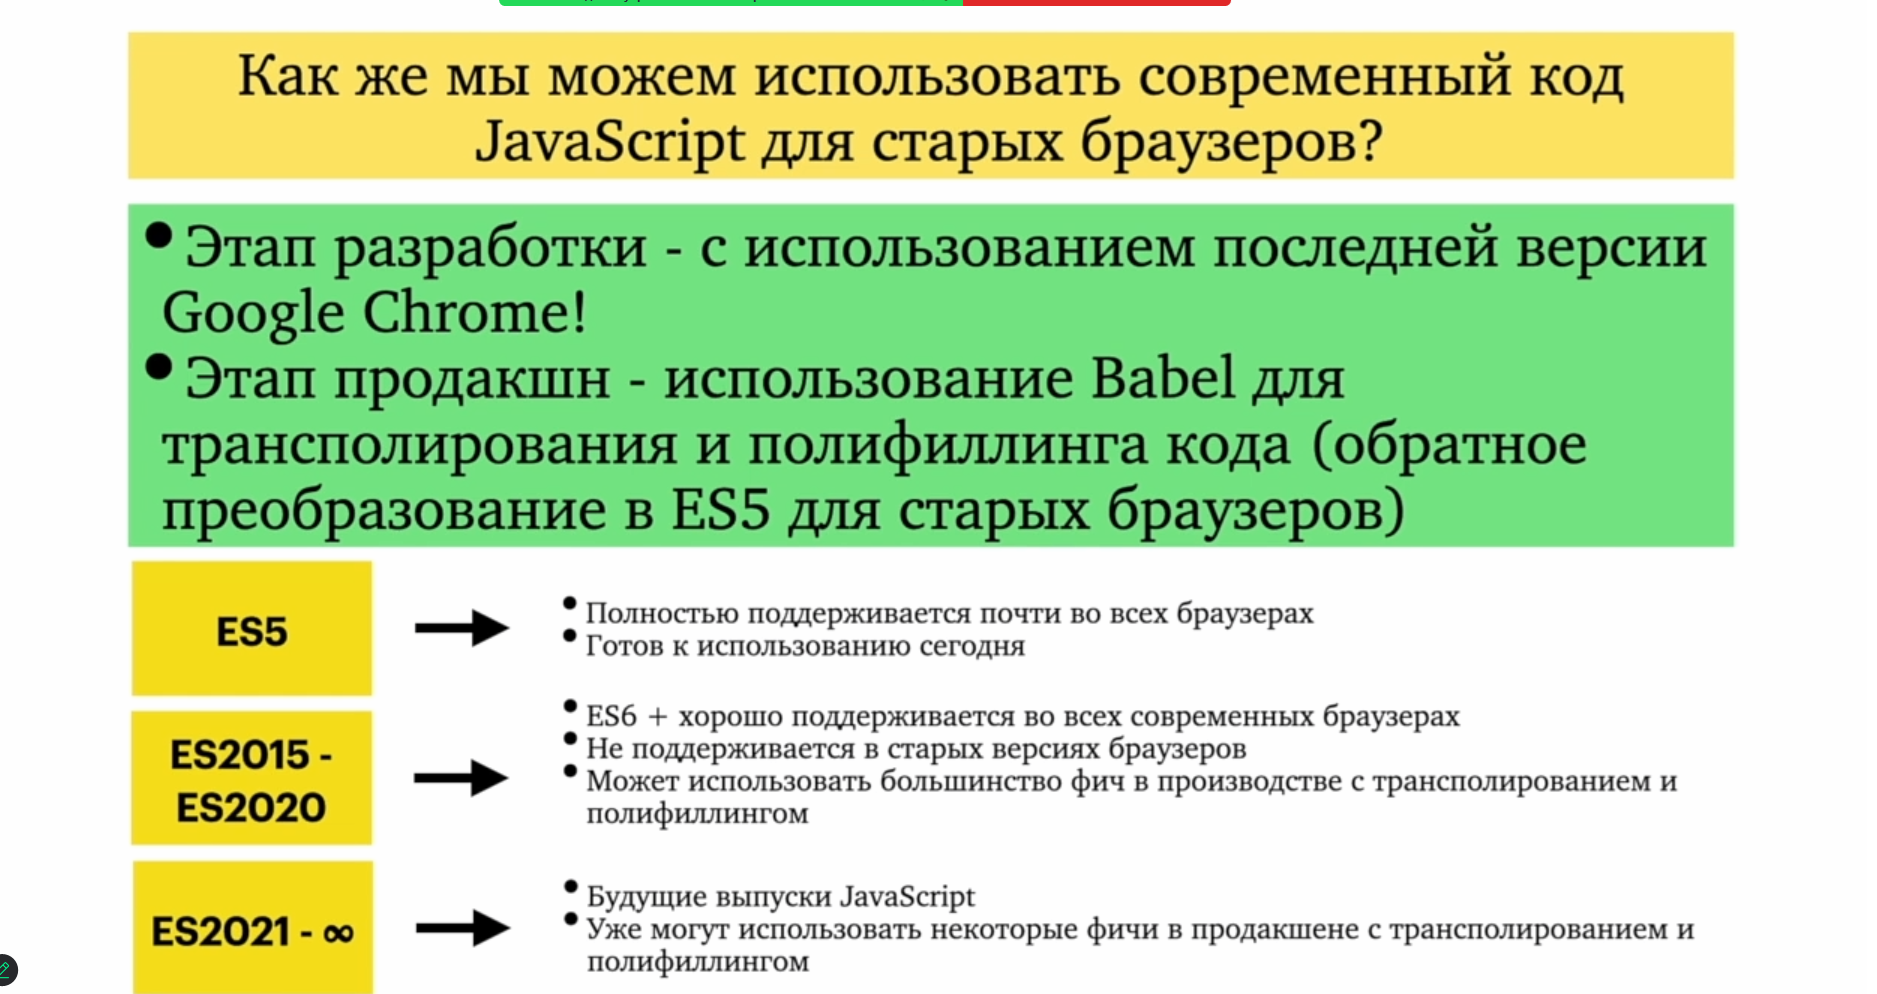 Как же мы можем использовать современный код
JavaScript для старых браузеров?
• Этап разработки - с использованием последней версии
Google Chrome!
• Этап продакшн - использование Babel для
трансполирования и полифиллинга кода (обратное
преобразование в ES5 для старых браузеров)
ES5
• Полностью поддерживается почти во всех браузерах
• Готов к использованию сегодня
ES2015 -
ES2020
• ES6 + хорошо поддерживается во всех современных браузерах
• Не поддерживается в старых версиях браузеров
• Может использовать большинство фич в производстве с трансполированием и
полифиллингом
ES2021 - ∞
• Будущие выпуски JavaScript
• Уже могут использовать некоторые фичи в продакшене с трансполированием и
полифиллингом